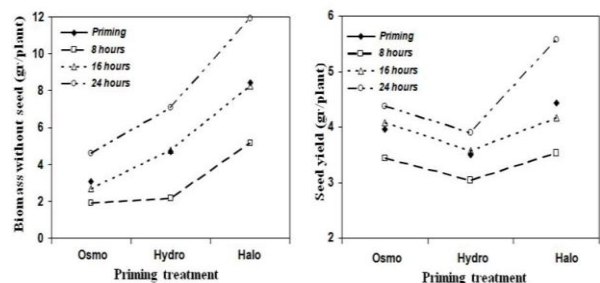 Biomass without seed (gr/plant)
12
10
8
6
4
2
0
Priming
8 hours
16 hours
24 hours
Osmo Hydro Halo
Priming treatment
Seed yield (gr/plant)
6
5
4
3
2
Priming
8 hours
16 hours
24 hours
Osmo Hydro Halo
Priming treatment